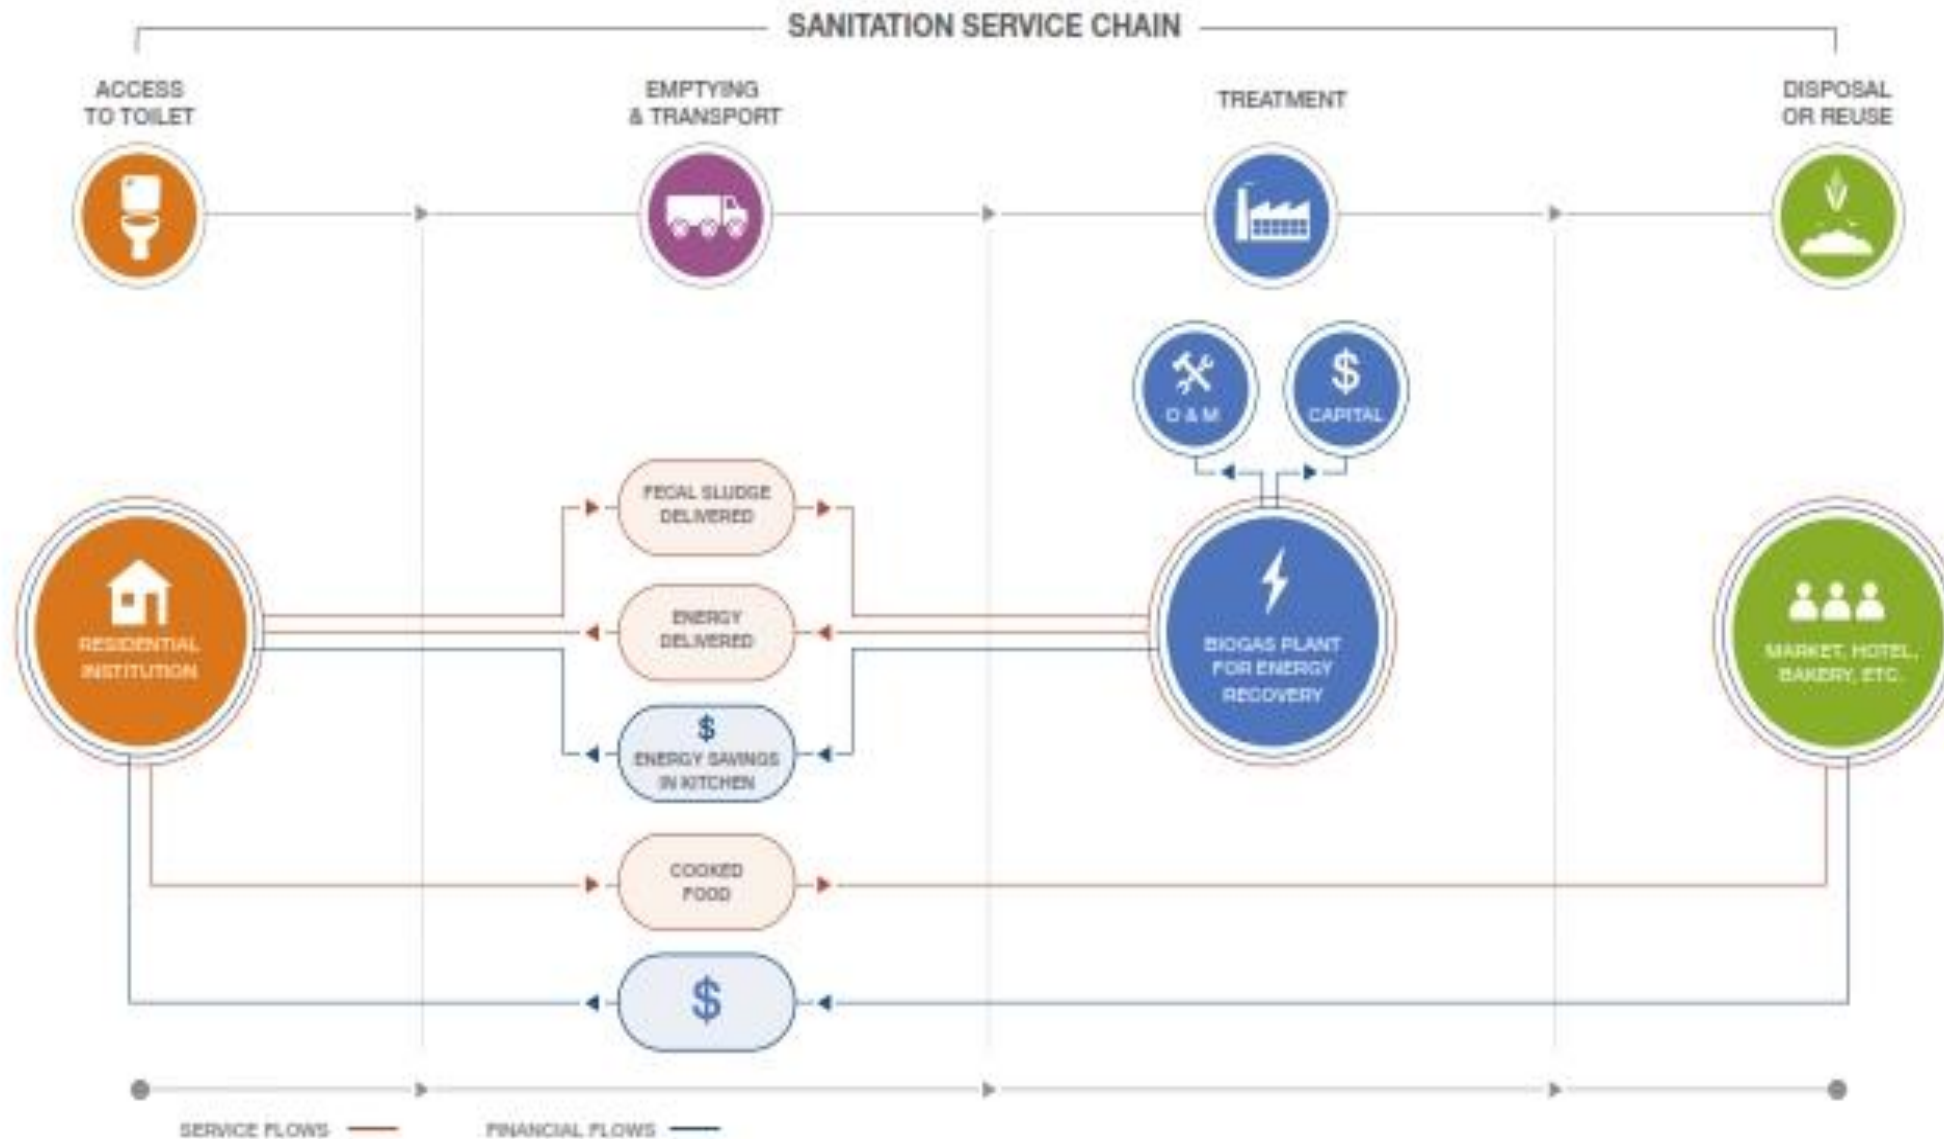 SANITATION SERVICE CHAIN
ACCESS
TO TOILET
EMPTYING
& TRANSPORT
TREATMENT
DISPOSAL
OR REUSE
O & M
$
CAPITAL
FECAL SLUDGE
DELIVERED
ENERGY
DELIVERED
$
ENERGY SAVINGS
IN KITCHEN
RESIDENTIAL
INSTITUTION
BIOGAS PLANT
FOR ENERGY
RECOVERY
MARKET, HOTEL,
BAKERY, ETC.
COOKED
FOOD
$
SERVICE FLOWS
FINANCIAL FLOWS